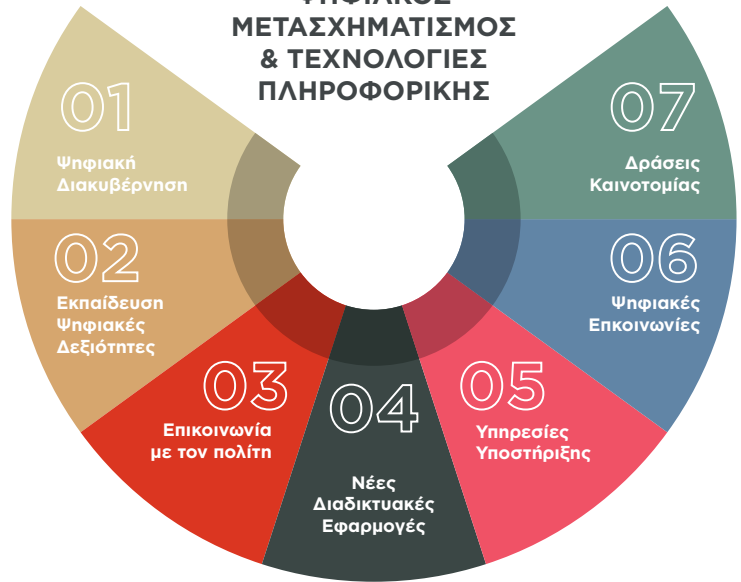 ΨΗΦΙΑΚΟΣ
ΜΕΤΑΣΧΗΜΑΤΙΣΜΟΣ
& ΤΕΧΝΟΛΟΓΙΕΣ
ΠΛΗΡΟΦΟΡΙΚΗΣ
01
Ψηφιακή
Διακυβέρνηση
02
Εκπαίδευση
Ψηφιακές
Δεξιότητες
03
Επικοινωνία
με τον πολίτη
04
Νέες
Διαδικτυακές
Εφαρμογές
05
Υπηρεσίες
Υποστήριξης
06
Ψηφιακές
Επικοινωνίες
07
Δράσεις
Καινοτομίας